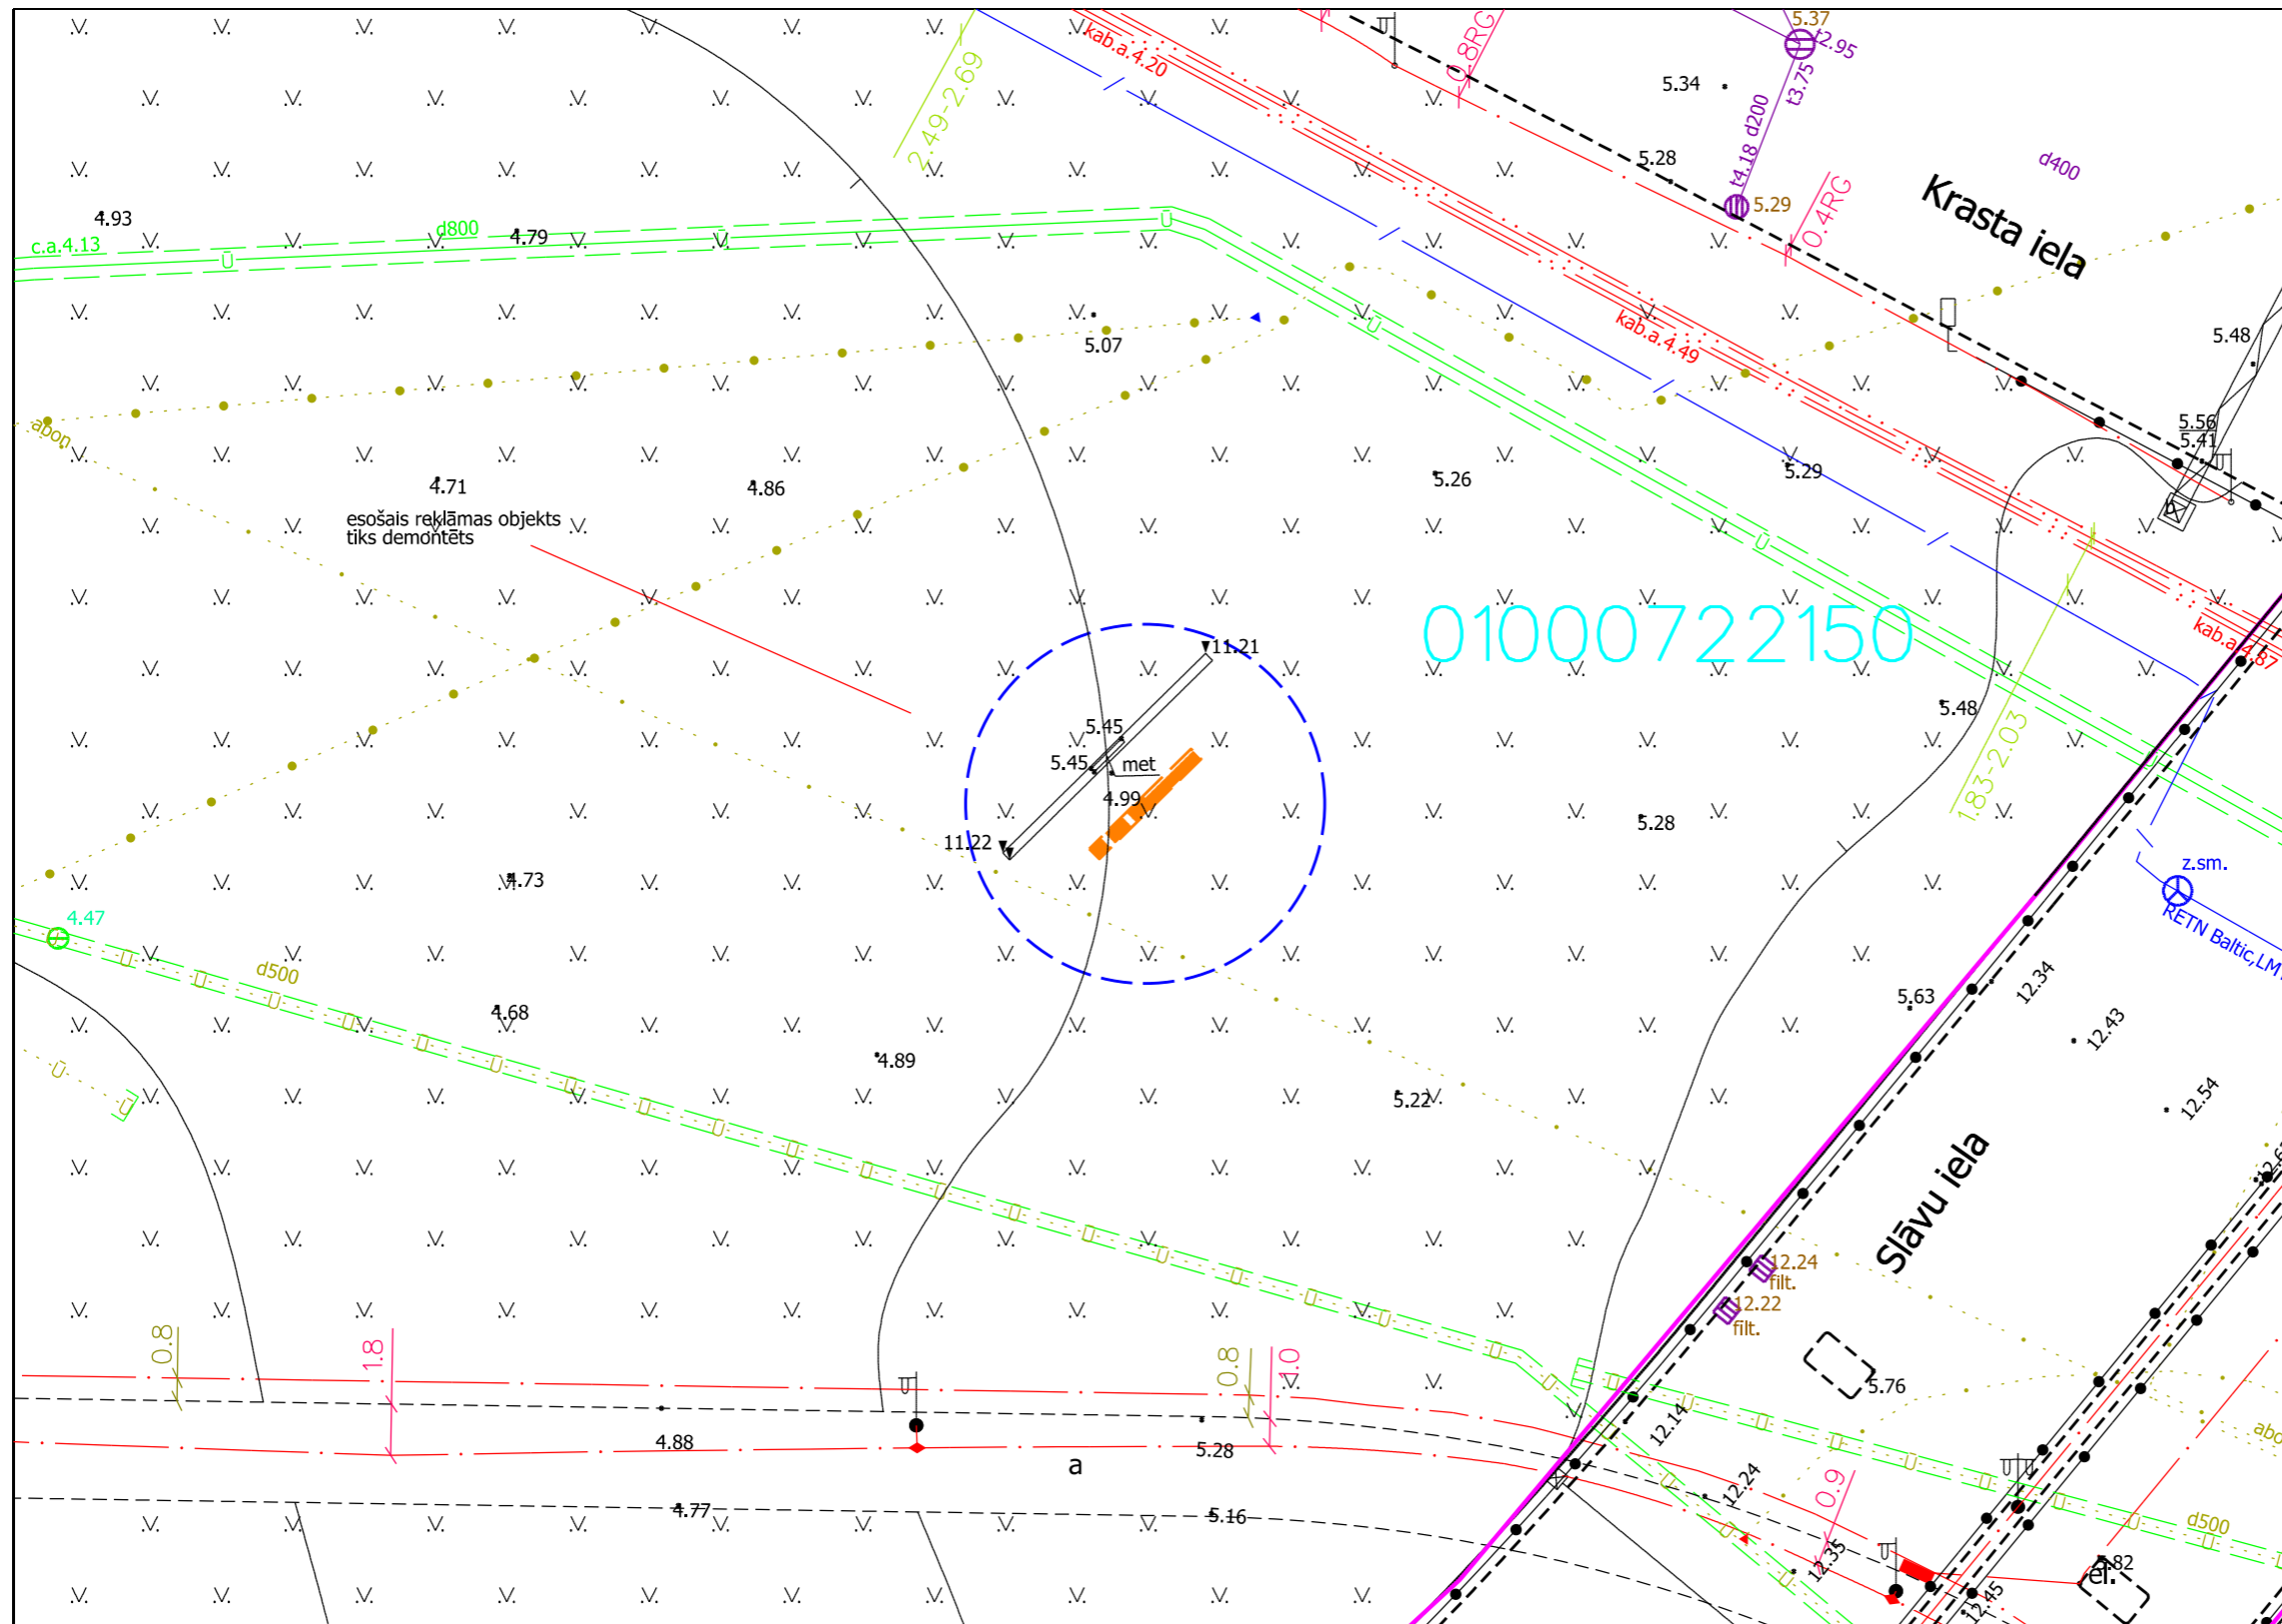 5.37
t2.95
kab.a.4.20
0.8RG
2.49-2.69
5.34
t3.75
t4.18 d200
5.28
d400
5.29
0.4RG
Krasta iela
4.93
c.a.4.13
d800
4.79
5.07
kab.a.4.49
5.48
abon
5.56
5.41
4.71
4.86
5.26
5.29
esošais reklāmas objekts
tiks demontēts
01000722150
kab.a.4.87
11.21
5.45
5.45
met
4.99
11.22
5.48
1.83-2.03
5.28
z.sm.
RETN Baltic,LM
4.73
4.47
d500
4.68
4.89
5.63
12.34
12.43
5.22
12.54
Slāvu iela
12.24
filt.
12.22
filt.
0.8
1.8
0.8
1.0
5.76
4.88
5.28
a
12.14
12.24
0.9
4.77
5.16
12.35
d500
5.82
el.
12.45